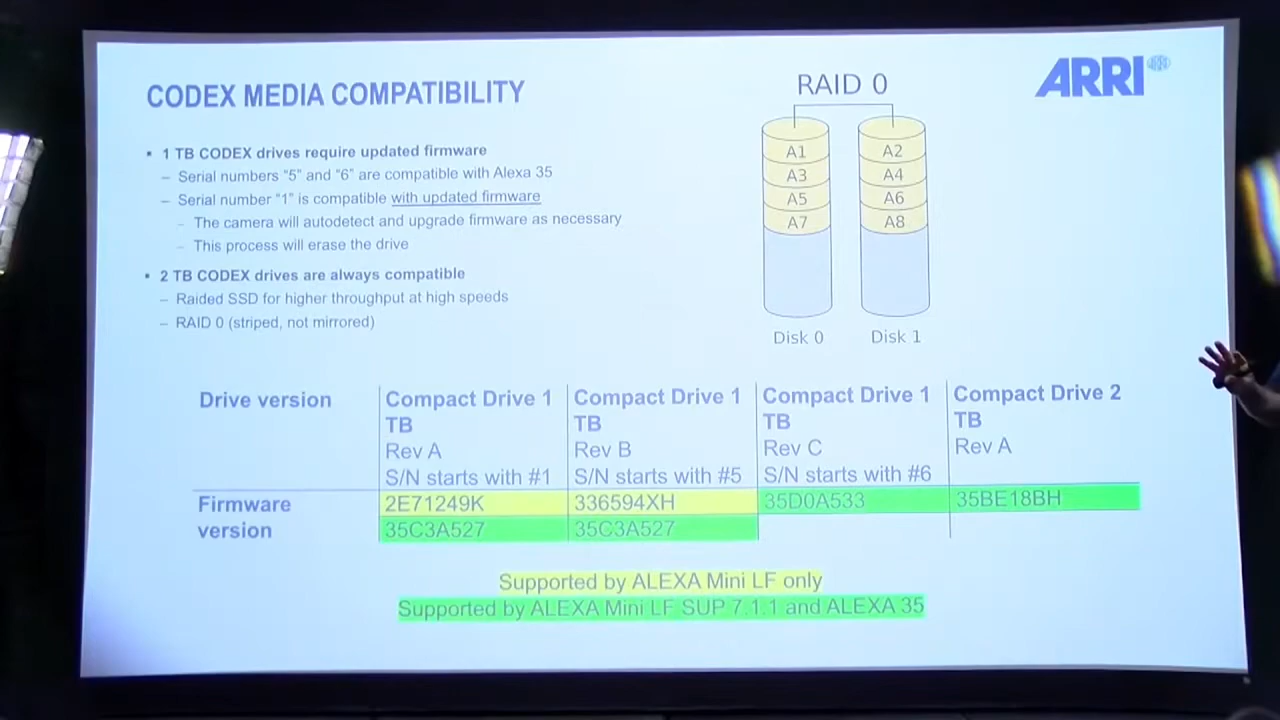 CODEX MEDIA COMPATIBILITY
ARRI
• 1 TB CODEX drives require updated firmware
– Serial numbers “5” and “6” are compatible with Alexa 35
– Serial number “1” is compatible with updated firmware
– The camera will autodetect and upgrade firmware as necessary
– This process will erase the drive
• 2 TB CODEX drives are always compatible
– Raided SSD for higher throughput at high speeds
– RAID 0 (striped, not mirrored)
RAID 0
A1 A2
A3 A4
A5 A6
A7 A8
Disk 0 Disk 1
Drive version
Compact Drive 1
TB
Rev A
S/N starts with #1
Compact Drive 1
TB
Rev B
S/N starts with #5
Compact Drive 1
TB
Rev C
S/N starts with #6
Compact Drive 2
TB
Rev A
Firmware
version
2E71249K
35C3A527
336594XH
35C3A527
35D0A533
35BE18BH
Supported by ALEXA Mini LF only
Supported by ALEXA Mini LF SUP 7.1.1 and ALEXA 35